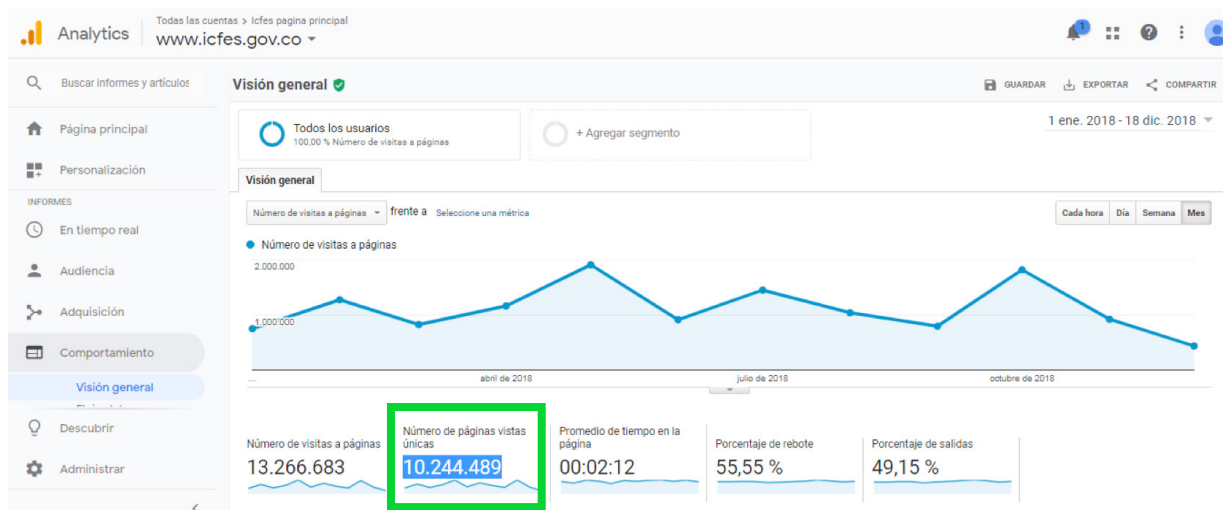 Todas las cuentas > Icfes pagina principal
Analytics
www.icfes.gov.co
1
Buscar informes y artículos
Visión general
GUARDAR
EXPORTAR
COMPARTIR
Página principal
Personalización
INFORMES
En tiempo real
Audiencia
Adquisición
Comportamiento
Visión general
Descubrir
Administrar
Todos los usuarios
100,00 % Número de visitas a páginas
+ Agregar segmento
1 ene. 2018 - 18 dic. 2018
Visión general
Número de visitas a páginas
frente a
Seleccione una métrica
Cada hora
Día
Semana
Mes
Número de visitas a páginas
2.000.000
1.000.000
...
abril de 2018
julio de 2018
octubre de 2018
Número de visitas a páginas
13.266.683
Número de páginas vistas
únicas
10.244.489
Promedio de tiempo en la
página
00:02:12
Porcentaje de rebote
55,55 %
Porcentaje de salidas
49,15 %